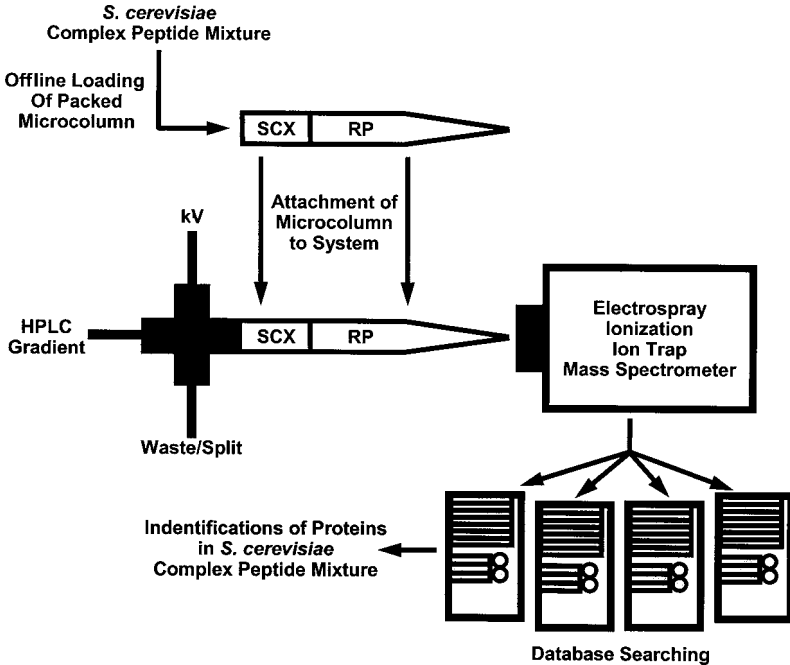 S. cerevisiae
Complex Peptide Mixture
Offline Loading
Of Packed
Microcolumn
SCX RP
Attachment of
Microcolumn
to System
kV
HPLC
Gradient
SCX RP
Waste/Split
Electrospray
Ionization
Ion Trap
Mass Spectrometer
Indentifications of Proteins
in S. cerevisiae
Complex Peptide Mixture
Database Searching